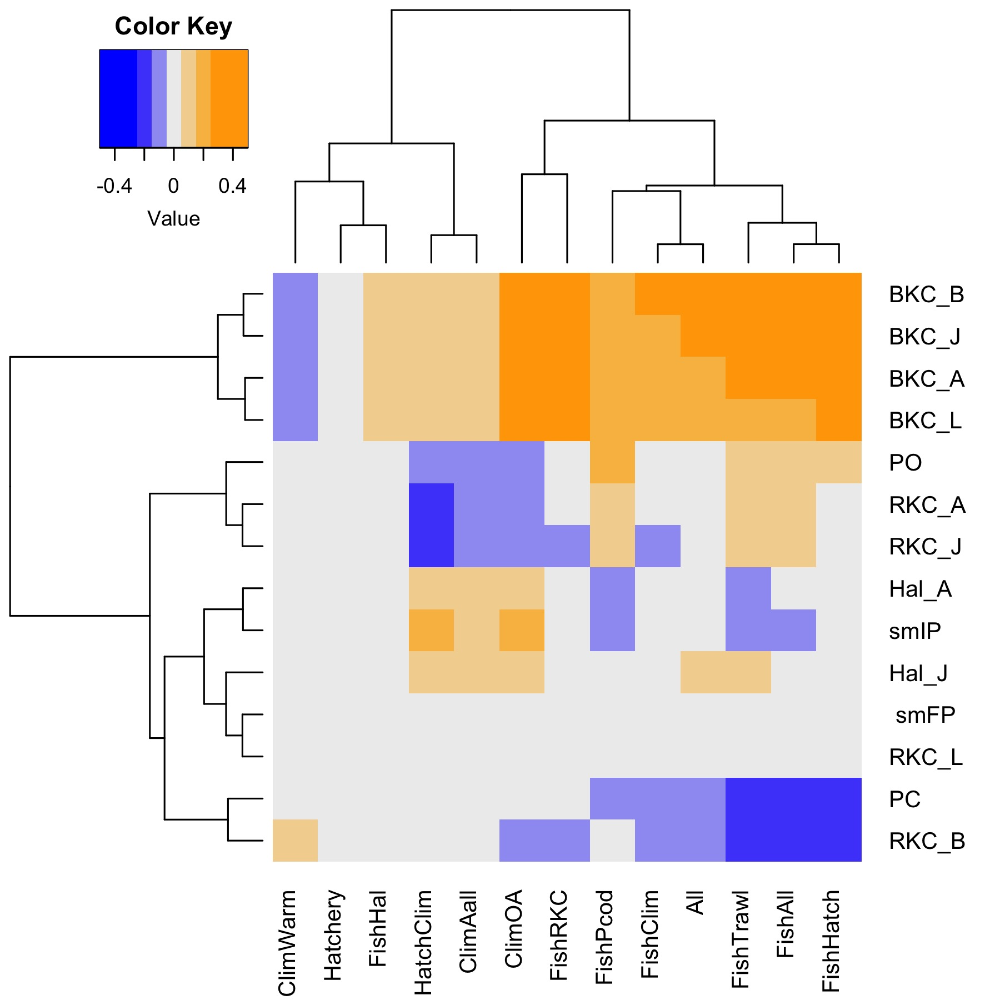 Color Key
-0.4 0 0.4
Value
BKC_B
BKC_J
BKC_A
BKC_L
PO
RKC_A
RKC_J
Hal_A
smIP
Hal_J
smFP
RKC_L
PC
RKC_B
ClimWarm
Hatchery
FishHal
HatchClim
ClimAall
ClimOA
FishRKC
FishPcod
FishClim
All
FishTrawl
FishAll
FishHatch